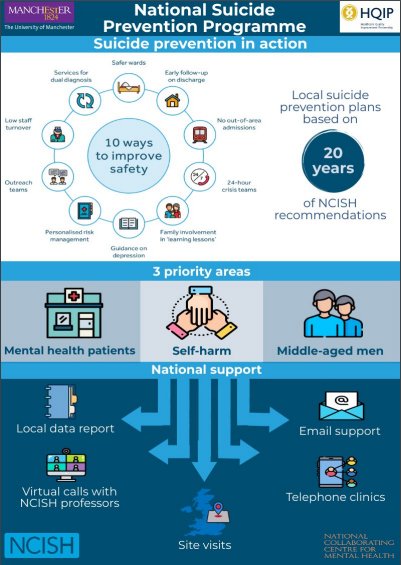 MANCHESTER
1824
The University of Manchester
National Suicide
Prevention Programme
HQIP
Suicide prevention in action
Safer wards
Services for
dual diagnosis
Early follow-up
on discharge
Low staff
turnover
No out-of-area
admissions
10 ways
to improve
safety
Outreach
teams
24-hour
crisis teams
Personalised risk
management
Family involvement
in 'learning lessons'
Guidance on
depression
Local suicide
prevention plans
based on
20
years
of NCISH
recommendations
3 priority areas
Mental health patients
Self-harm
Middle-aged men
National support
Local data report
Email support
Virtual calls with
NCISH professors
Telephone clinics
Site visits
NCISH
NATIONAL
COLLABORATING
CENTRE FOR
MENTAL HEALTH